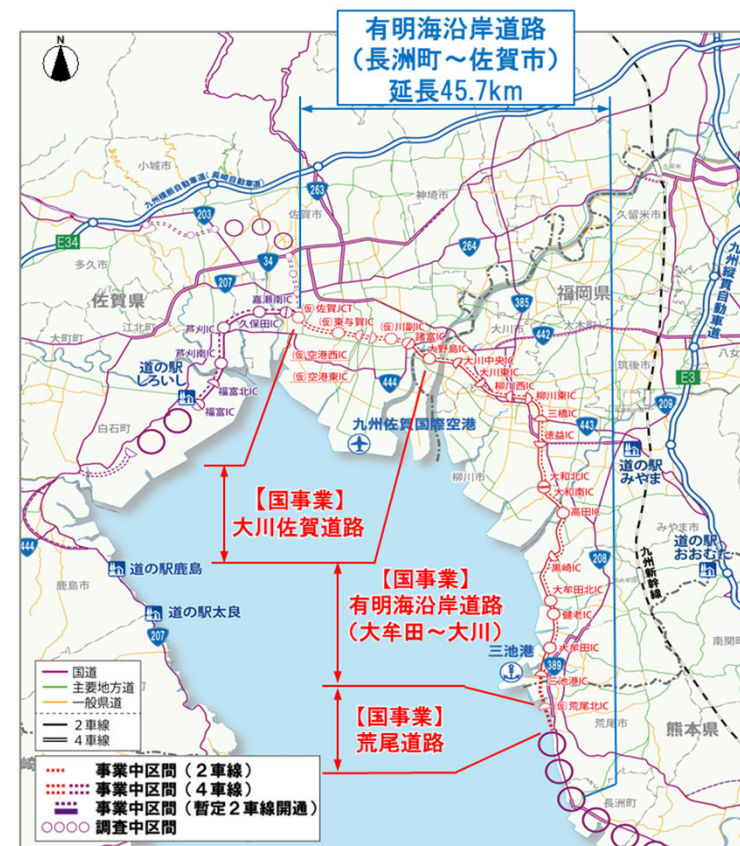 有明海沿岸道路
(長洲町～佐賀市)
延長45.7km
N
小城市
九州横断自動車道(長崎自動車道)
263
神埼市
久留米市
203
佐賀市
264
E34
多久市
34
207
385
福岡県
九州縦貫自動車道
佐賀県
江北町
嘉瀬南IC
(仮)佐賀JCT
(仮)川副IC
大町町
芦刈IC
久保田IC
(仮)東与賀IC
諸富IC
大川市
442
大木町
芦刈南IC
(仮)空港西IC
大野島IC
大川中央IC
筑後市
八女
道の駅
しろいし
(仮)空港東IC
大川東IC
E3
福富北IC
444
柳川西IC
柳川東IC
209
福富IC
三橋IC
白石町
九州佐賀国際空港
徳益IC
443
柳川市
道の駅
みやま
大和北IC
【国事業】
大川佐賀道路
大和南IC
高田IC
みやま市
444
道の駅
おおむた
黒崎IC
208
九州新幹線
鹿島市
道の駅鹿島
【国事業】
有明海沿岸道路
(大牟田～大川)
大牟田北IC
道の駅太良
健老IC
207
南関町
三池港
大牟田IC
389
三池港IC
国道
主要地方道
一般県道
2車線
4車線
(仮)荒尾北IC
【国事業】
荒尾道路
荒尾市
熊本県
事業中区間(2車線)
事業中区間(4車線)
事業中区間(暫定2車線開通)
調査中区間
長洲町